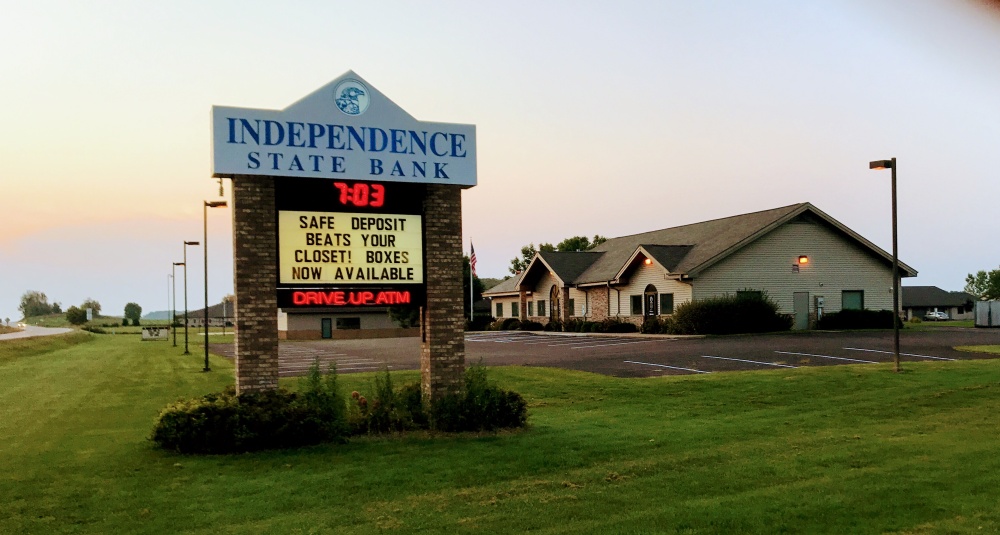 INDEPENDENCE
STATE BANK
7:03
SAFE DEPOSIT
BEATS YOUR
CLOSET! BOXES
NOW AVAILABLE
DRIVE UP ATM